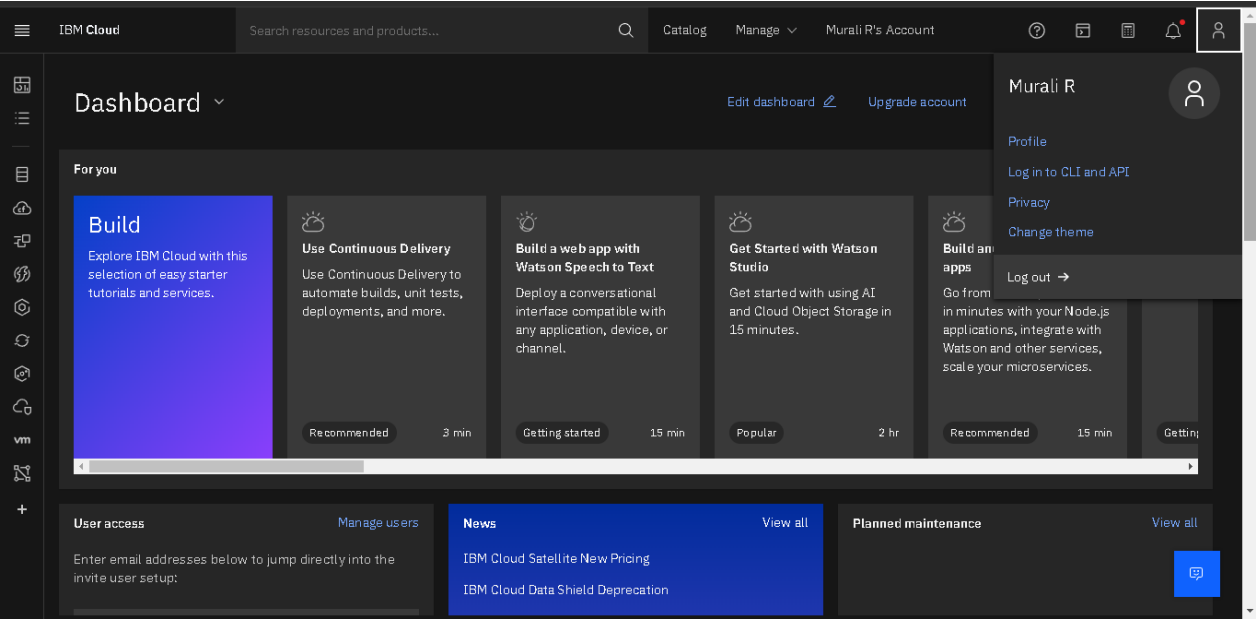 IBM Cloud
Search resources and products...
Catalog
Manage
Murali R's Account
Dashboard
Edit dashboard
Upgrade account
Murali R
Profile
Log in to CLI and API
Privacy
Change theme
Log out →
For you
Build
Explore IBM Cloud with this
selection of easy starter
tutorials and services.
Use Continuous Delivery
Use Continuous Delivery to
automate builds, unit tests,
deployments, and more.
Recommended
3 min
Build a web app with
Watson Speech to Text
Deploy a conversational
interface compatible with
any application, device, or
channel.
Getting started
15 min
Get Started with Watson
Studio
Get started with using AI
and Cloud Object Storage in
15 minutes.
Popular
2 hr
Build
apps
Go from
in minutes with your Node.js
applications, integrate with
Watson and other services,
scale your microservices.
Recommended
15 min
vm
User access
Manage users
Enter email addresses below to jump directly into the
invite user setup:
News
View all
IBM Cloud Satellite New Pricing
IBM Cloud Data Shield Deprecation
Planned maintenance
View all